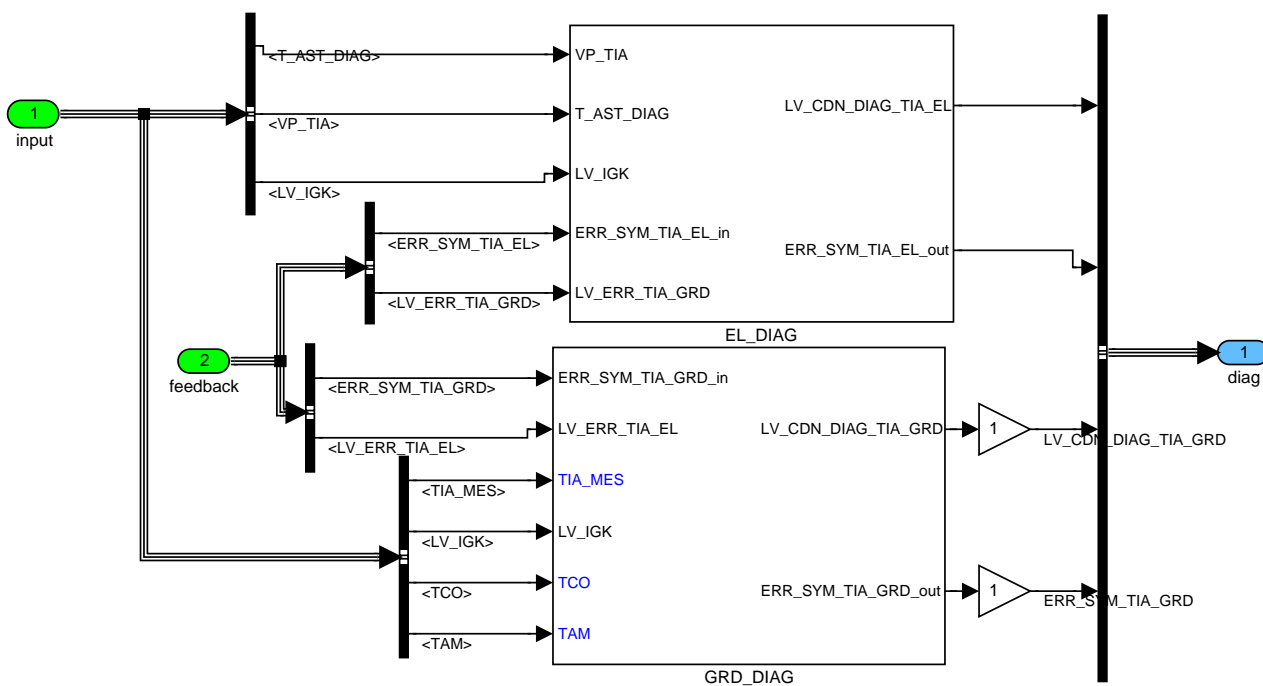 1
input
<T_AST_DIAG>
<VP_TIA>
<LV_IGK>
VP_TIA
T_AST_DIAG
LV_IGK
ERR_SYM_TIA_EL_in
LV_ERR_TIA_GRD
LV_CDN_DIAG_TIA_EL
ERR_SYM_TIA_EL_out
EL_DIAG
<ERR_SYM_TIA_EL>
<LV_ERR_TIA_GRD>
2
feedback
<ERR_SYM_TIA_GRD>
<LV_ERR_TIA_EL>
<TIA_MES>
<LV_IGK>
<TCO>
<TAM>
ERR_SYM_TIA_GRD_in
LV_ERR_TIA_EL
TIA_MES
LV_IGK
TCO
TAM
LV_CDN_DIAG_TIA_GRD
ERR_SYM_TIA_GRD_out
GRD_DIAG
1
LV_CDN_DIAG_TIA_GRD
1
ERR_SYM_TIA_GRD
1
diag